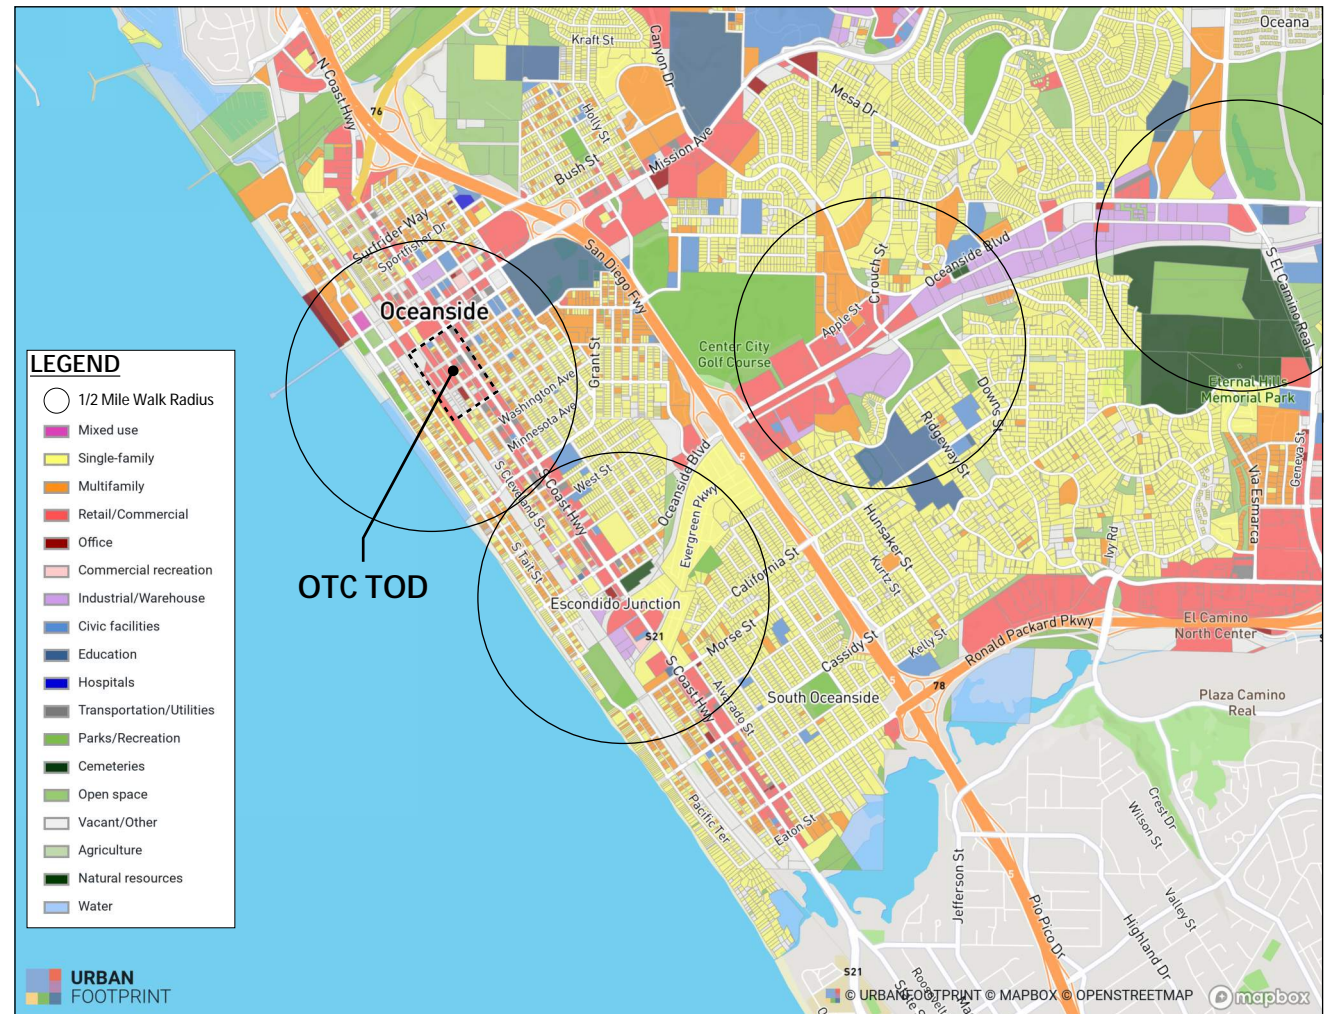 Oceana
Kraft St
Canyon Dr
N Coast Hwy
76
Mesa Dr
Holly St
Mission Ave
Bush St
Surfrider Way
Sportfisher Dr
San Diego Fwy
Crouch St
Oceanside Blvd
S El Camino Real
Oceanside
Apple St
Center City
Golf Course
Grant St
Washington Ave
Minnesota Ave
Downs St
Ridgeway St
Eternal Hills
Memorial Park
LEGEND
1/2 Mile Walk Radius
Mixed use
Single-family
Multifamily
Retail/Commercial
Office
Commercial recreation
Industrial/Warehouse
Civic facilities
Education
Hospitals
Transportation/Utilities
Parks/Recreation
Cemeteries
Open space
Vacant/Other
Agriculture
Natural resources
Water
5
West St
S Cleveland St
S Coast Hwy
Oceanside Blvd
Evergreen Pkwy
Geneva St
Via Esmarca
Ivy Rd
Hunsaker St
Kurtz St
S Tait St
California St
OTC TOD
Escondido Junction
S21
Morse St
Cassidy St
Kelly St
Ronald Packard Pkwy
El Camino
North Center
S Coast Hwy
Alvarado St
5
78
South Oceanside
Plaza Camino
Real
Pacific Ter
Eaton St
Crest Dr
Wilson St
Jefferson St
5
Pio Pico Dr
Highland Dr
Valley St
S21
Roosevelt
State S
Ma
URBAN
FOOTPRINT
© URBANFOOTPRINT © MAPBOX © OPENSTREETMAP
mapbox